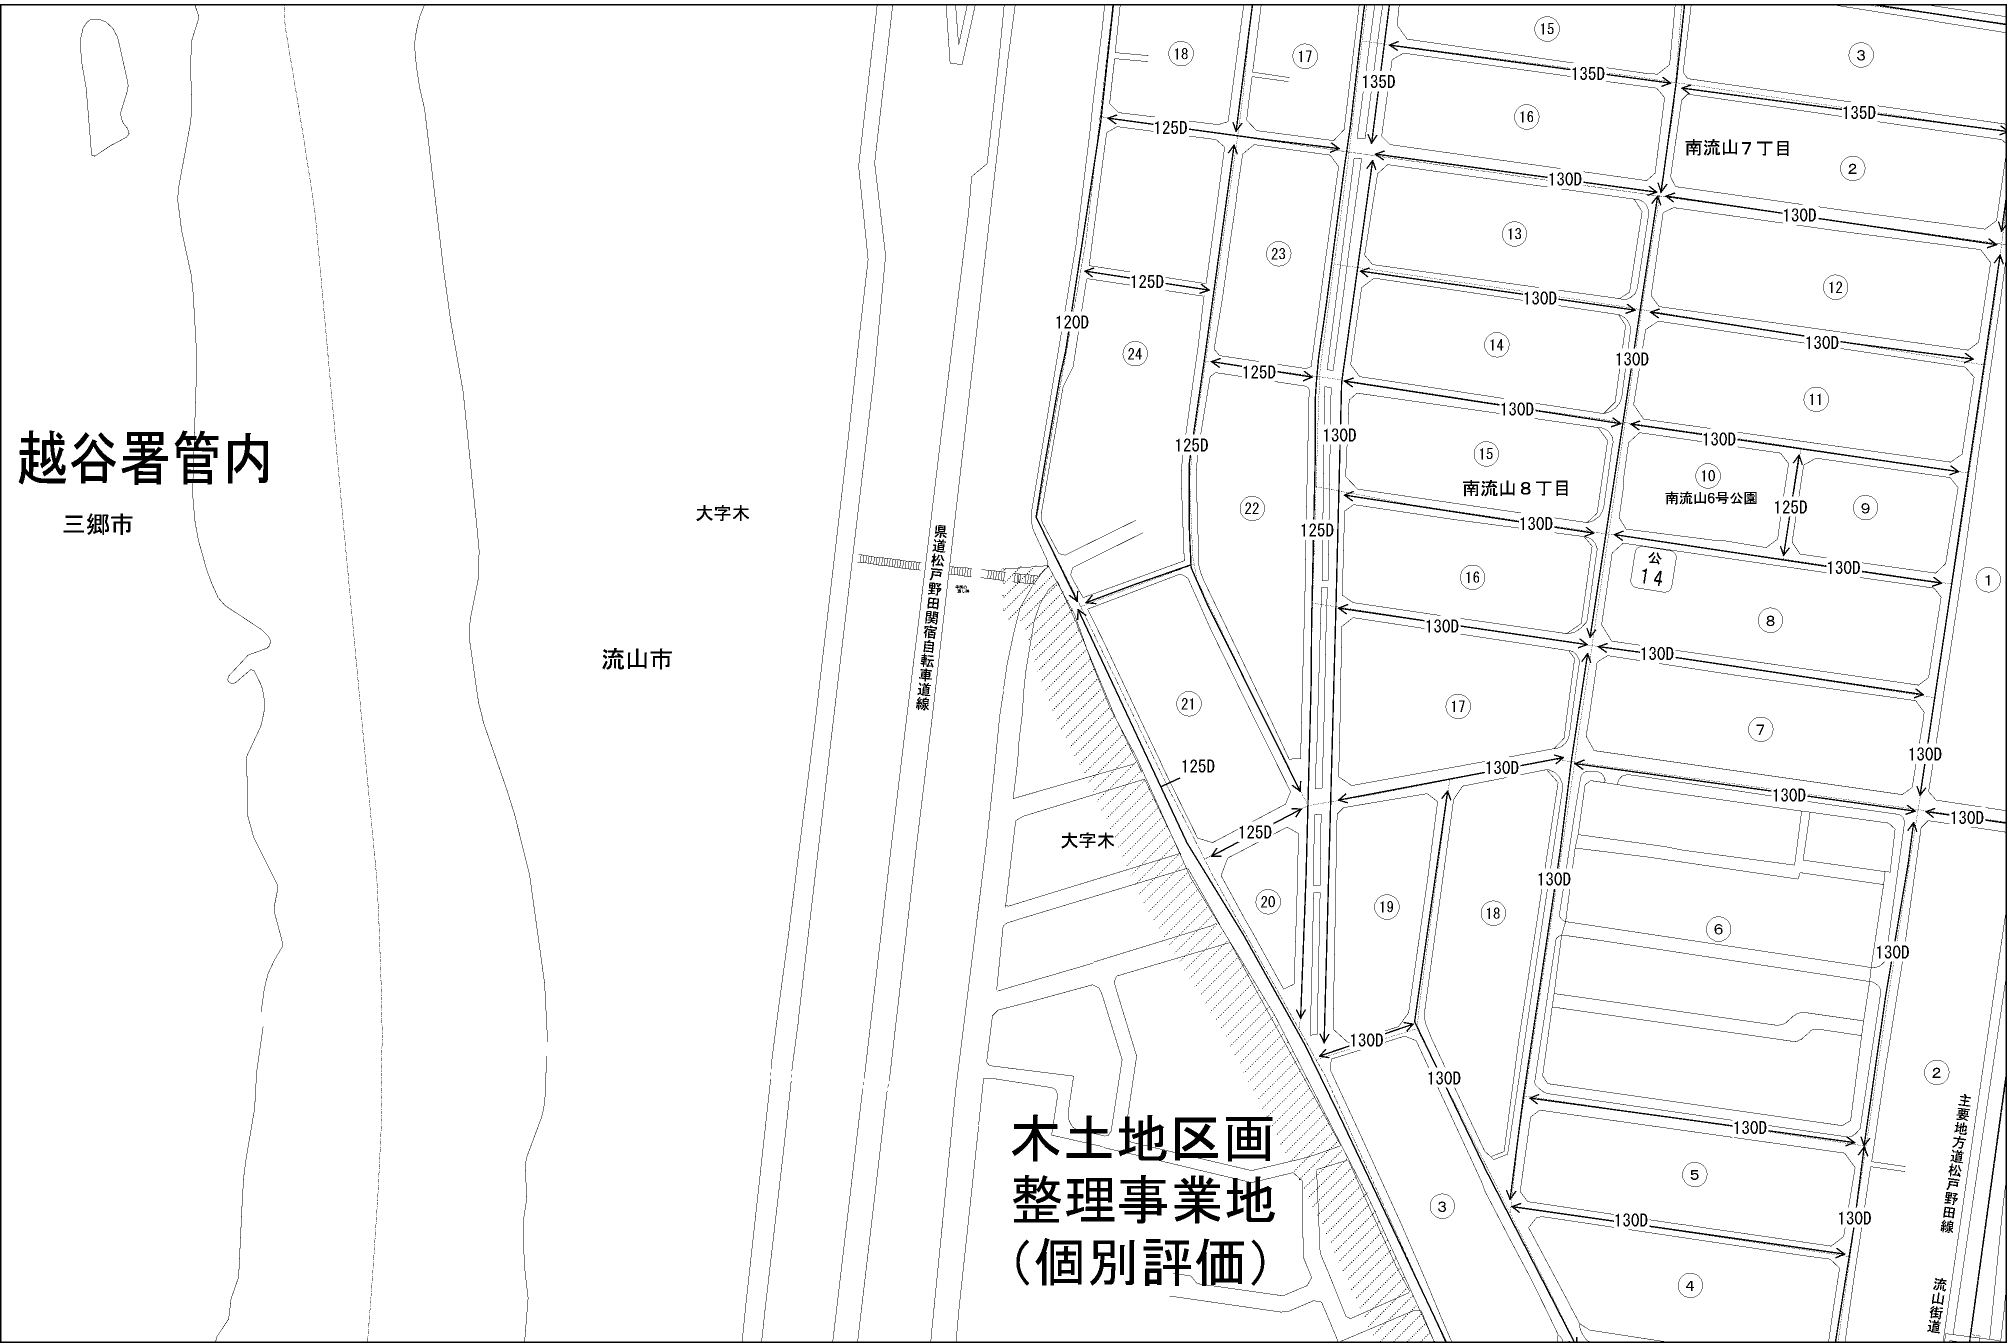 15
18
17
3
135D
135D
135D
16
125D
南流山7丁目
2
130D
130D
13
23
12
125D
130D
120D
130D
14
24
130D
125D
11
130D
130D
130D
125D
越谷署管内
15
10
南流山8丁目
南流山6号公園
9
22
125D
大字木
三郷市
130D
125D
県道松戸野田関宿自転車道線
公
14
130D
16
1
130D
8
130D
流山市
21
17
7
130D
125D
130D
130D
130D
125D
大字木
130D
20
19
18
6
130D
130D
130D
2
木土地区画
整理事業地
(個別評価)
130D
主要地方道松戸野田線
5
3
130D
130D
4
流山街道